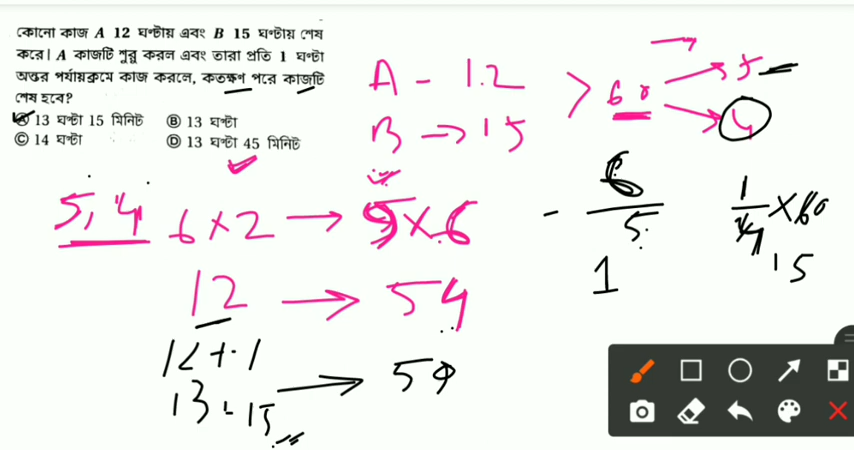 কোনো কাজ A 12 ঘণ্টায় এবং B 15 ঘণ্টায় শেষ
করে। A কাজটি শুরু করল এবং তারা প্রতি 1 ঘণ্টা
অন্তর পর্যায়ক্রমে কাজ করলে, কতক্ষণ পরে কাজটি
শেষ হবে?
Ⓐ 13 ঘণ্টা 15 মিনিট Ⓑ 13 ঘণ্টা
Ⓒ 14 ঘণ্টা Ⓓ 13 ঘণ্টা 45 মিনিট
A - 12
B → 15
> 60
→ 5
→ 4
5, 4
6 × 2 → 9 × 6
12 → 54
12 + 1
13 - 15
→ 59
- 6
5
1
1/4 × 60
15